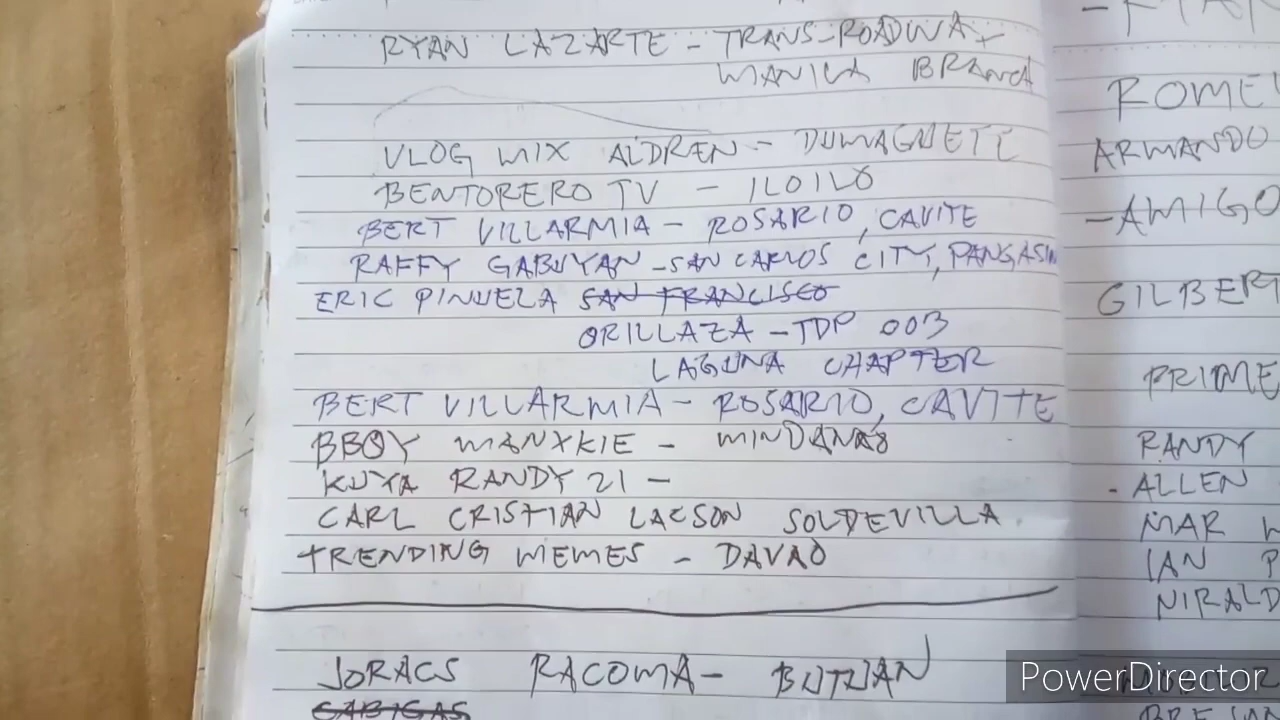 RYAN LAZARTE - TRANS-ROADWAY
MANILA BRANCH
VLOG MIX ALDREN - DUMAGUETE
BENTORERO TV - ILOILO
BERT VILLARMIA - ROSARIO, CAVITE
RAFFY GABUYAN - SAN CARLOS CITY, PANGASIN
ERIC PINUELA SAN FRANCISCO
ORILLAZA - TDP 003
LAGUNA CHAPTER
BERT VILLARMIA - ROSARIO, CAVITE
BBOY MANXKIE - MINDANAO
KUYA RANDY 21 -
CARL CRISTIAN LACSON SOLDEVILLA
TRENDING MEMES - DAVAO
JORACS RACOMA - BUTUAN
GABIGAS
ROME
ARMANDO
- AMIGO
GILBERT
PRIME
RANDY
- ALLEN
MAR
IAN P
NIRALD
PowerDirector